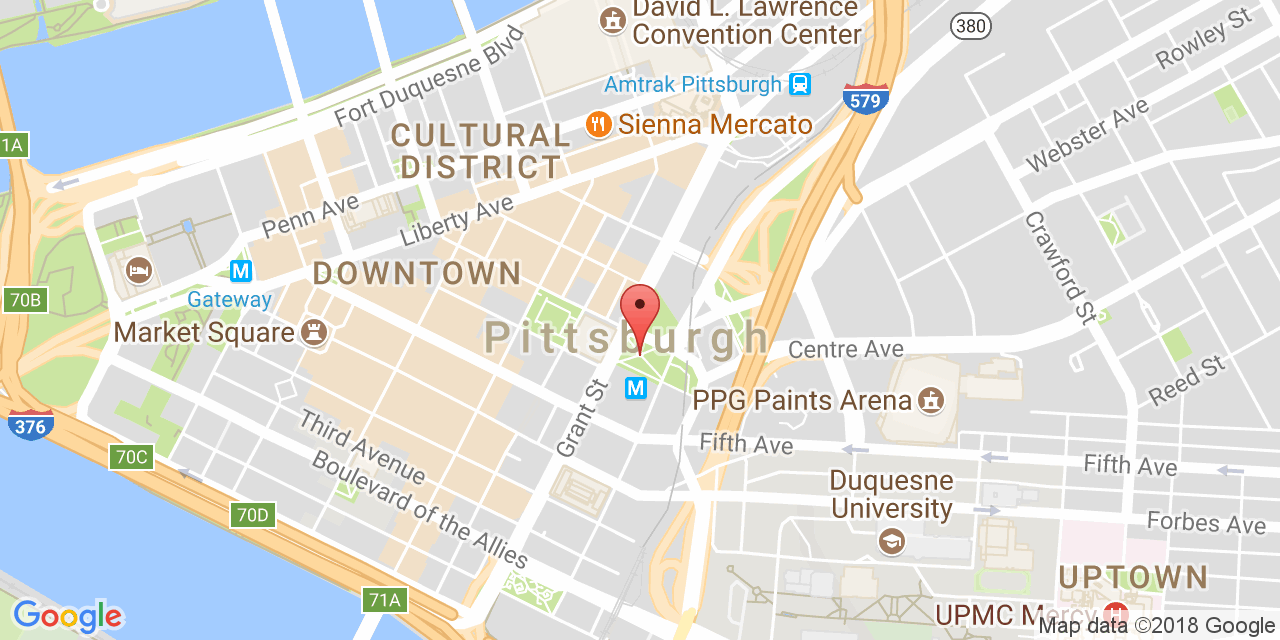 David L. Lawrence
Convention Center
380
Rowley St
Fort Duquesne Blvd
Amtrak Pittsburgh
579
Sienna Mercato
Webster Ave
CULTURAL
DISTRICT
1A
Penn Ave
Liberty Ave
Crawford St
DOWNTOWN
M
Gateway
70B
Market Square
Pittsburgh
Centre Ave
Reed St
M
PPG Paints Arena
Grant St
376
Third Avenue
Fifth Ave
70C
Fifth Ave
Boulevard of the Allies
Duquesne
University
70D
Forbes Ave
UPTOWN
71A
UPMC Mercy
H
Google
Map data ©2018 Google